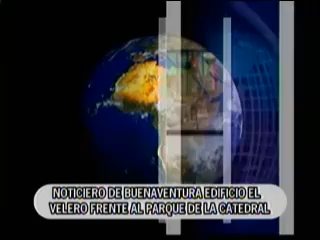 NOTICIERO DE BUENAVENTURA EDIFICIO EL
VELERO FRENTE AL PARQUE DE LA CATEDRAL